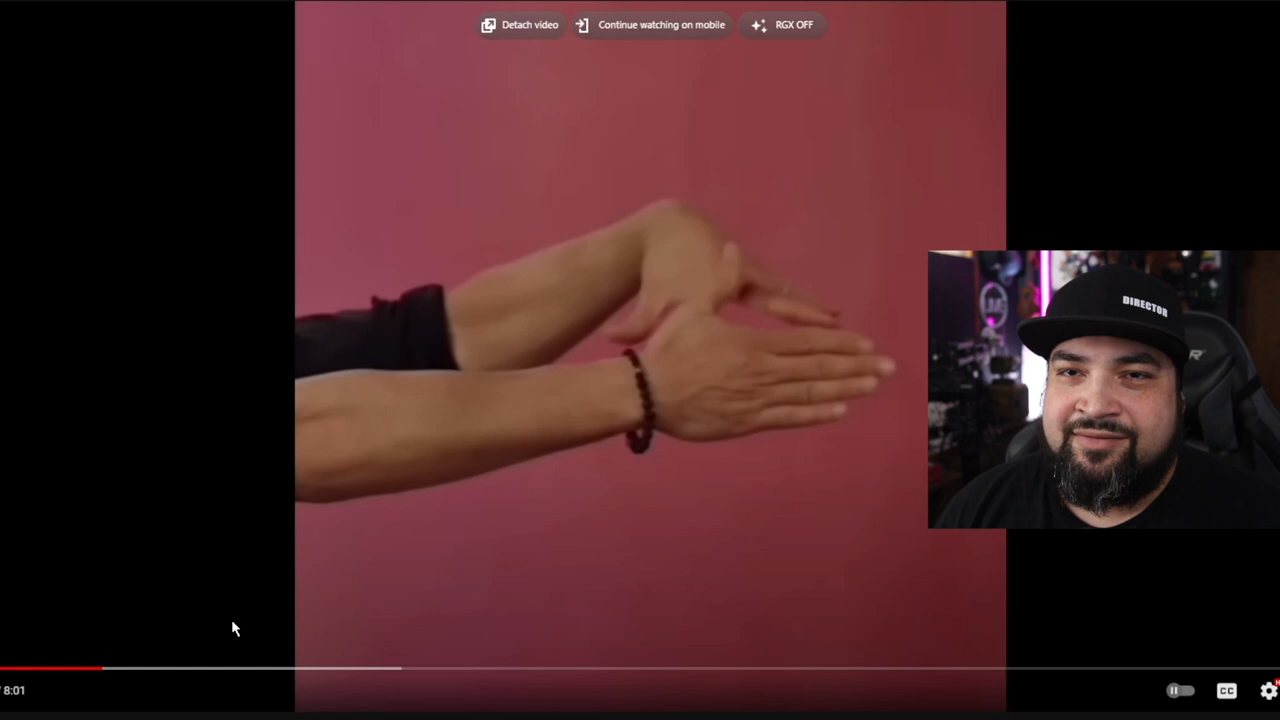 Detach video
Continue watching on mobile
RGX OFF
DIRECTOR
/ 8:01
CC